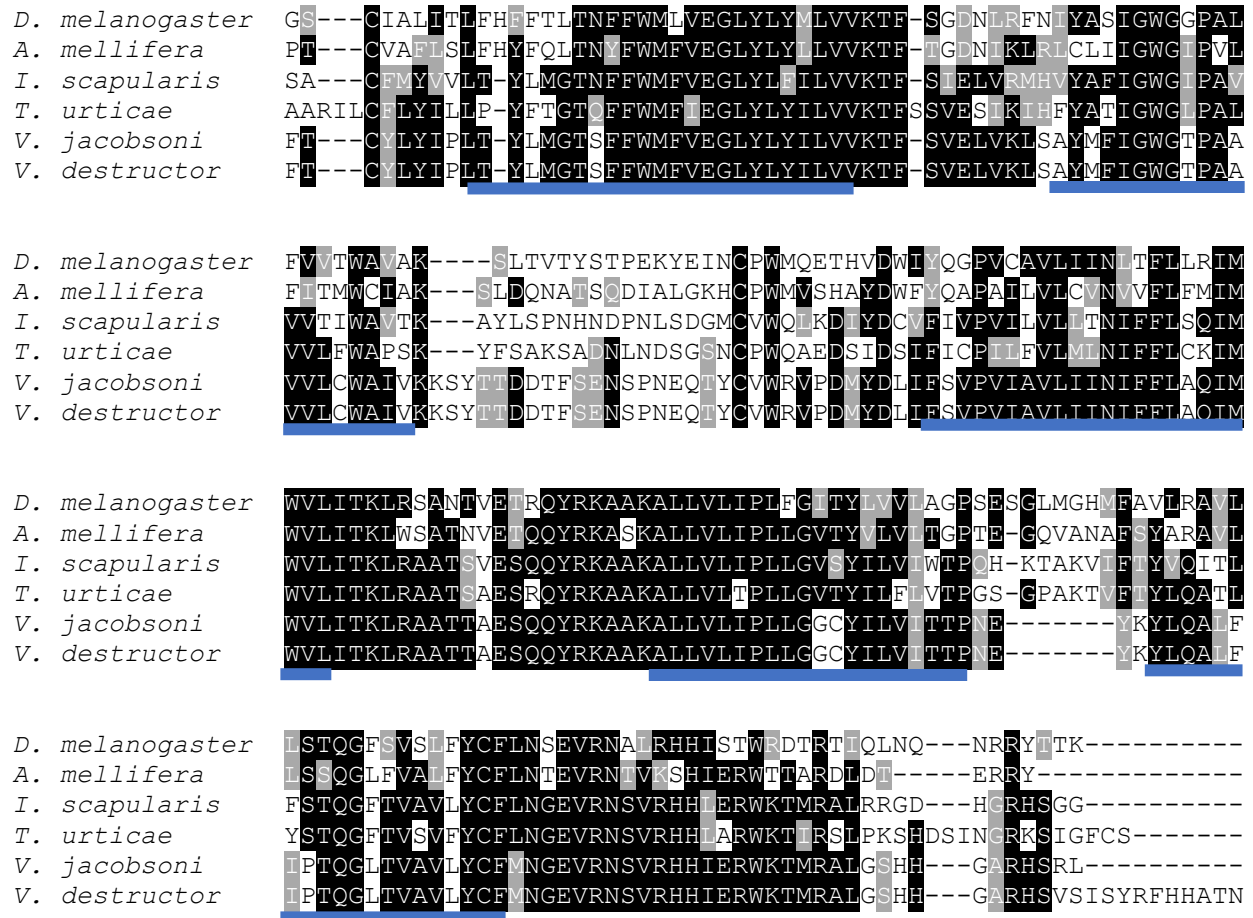 D. melanogaster GS---CIALITLFHFFTLTNFFWMLVEGLYLYMLVVKTF-SGDNLRFNIYASIGWGGPAL
A. mellifera PT---CVAFLSLFHYFQLTNYFWMFVEGLYLYLLVVKTF-TGDNIKLRLCLIIGWGIPVL
I. scapularis SA---CFMYVVLT-YLMGTNFFWMFVEGLYLFILVVKTF-SIELVRMHVYAFIGWGIPAV
T. urticae AARILCFLYILLP-YFTGTQFFWMFIEGLYLYILVVKTFSSVESIKIHFYATIGWGLPAL
V. jacobsoni FT---CYLYIPLT-YLMGTSFFWMFVEGLYLYILVVKTF-SVELVKLSAYMFIGWGTPAA
V. destructor FT---CYLYIPLT-YLMGTSFFWMFVEGLYLYILVVKTF-SVELVKLSAYMFIGWGTPAA
D. melanogaster FVVTWAVAK----SLTVTYSTPEKYEINCPWMQETHVDWIYQGPVCAVLIINLTFLLRIM
A. mellifera FITMWCIAK---SLDQNATSQDIALGKHCPWMVSHAYDWFYQAPAILVLCVNVVFLFMIM
I. scapularis VVTIWAVTK---AYLSPNHNDPNLSDGMCVWQLKDIYDCVFIVPVILVLLTNIFFLSQIM
T. urticae VVLFWAPSK---YFSAKSADNLNDSGSNCPWQAEDSIDSIFICPILFVLMLNIFFLCKIM
V. jacobsoni VVLCWAIVKKSYTTDDTFSENSPNEQTYCVWRVPDMYDLIFSVPVIAVLIINIFFLAQIM
V. destructor VVLCWAIVKKSYTTDDTFSENSPNEQTYCVWRVPDMYDLIFSVPVIAVLIINIFFLAQIM
D. melanogaster WVLITKLRSANTVETRQYRKAAKALLVLIPLFGITYLVVLAGPSESGLMGHMFAVLRAVL
A. mellifera WVLITKLWSATNVETQQYRKASKALLVLIPLLGVTYVLVLTGPTE-GQVANAFSYARAVL
I. scapularis WVLITKLRAATSVESQQYRKAAKALLVLIPLLGVSYILVIWTPQH-KTAKVIFTYVQITL
T. urticae WVLITKLRAATSAESRQYRKAAKALLVLTPLLGVTYILFLVTPGS-GPAKTVFTYLQATL
V. jacobsoni WVLITKLRAATTAESQQYRKAAKALLVLIPLLGGCYILVITTPNE-------YKYLQALF
V. destructor WVLITKLRAATTAESQQYRKAAKALLVLIPLLGGCYILVITTPNE-------YKYLQALF
D. melanogaster LSTQGFSVSLFYCFLNSEVRNALRHHISTWRDTRTIQLNQ---NRRYTTK----------
A. mellifera LSSQGLFVALFYCFLNTEVRNTVKSHIERWTTARDLDT-----ERRY-------------
I. scapularis FSTQGFTVAVLYCFLNGEVRNSVRHHLERWKTMRALRRGD---HGRHSGG----------
T. urticae YSTQGFTVSVFYCFLNGEVRNSVRHHLARWKTIRSLPKSHDSINGRKSIGFCS-------
V. jacobsoni IPTQGLTVAVLYCFMNGEVRNSVRHHIERWKTMRALGSHH---GARHSRL----------
V. destructor IPTQGLTVAVLYCFMNGEVRNSVRHHIERWKTMRALGSHH---GARHSVSISYRFHHATN